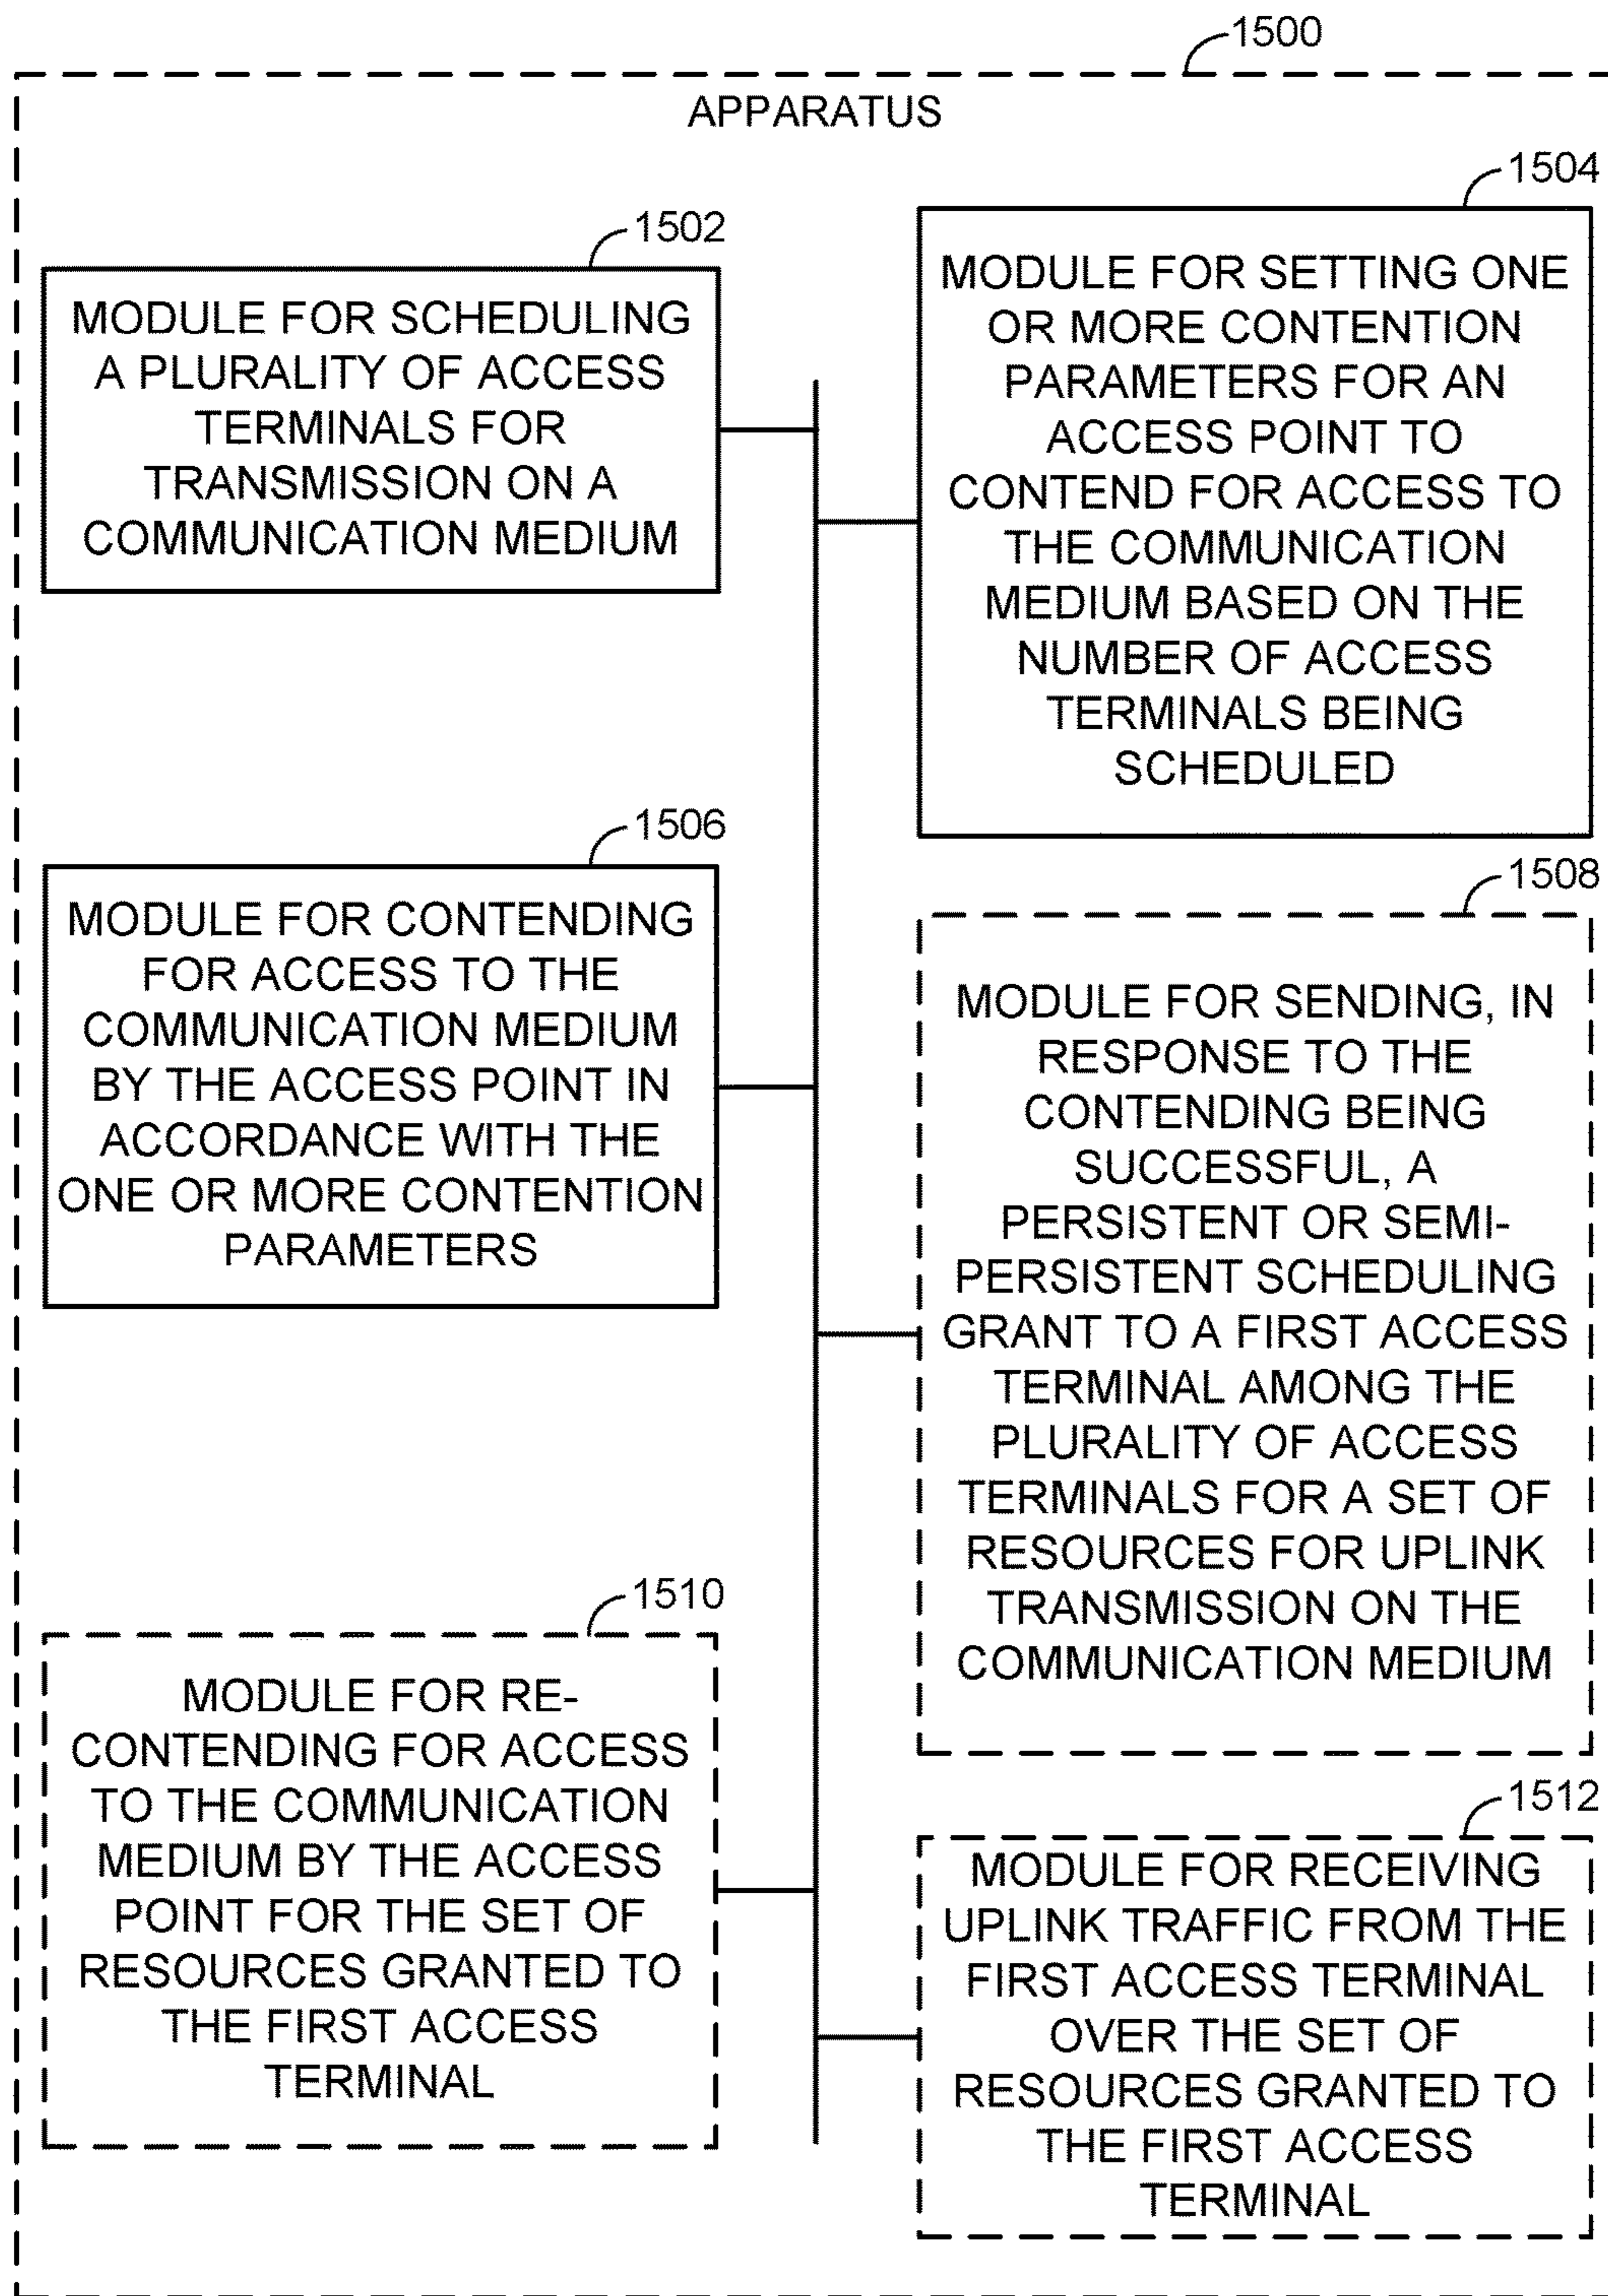 1500
APPARATUS
1502
MODULE FOR SCHEDULING
A PLURALITY OF ACCESS
TERMINALS FOR
TRANSMISSION ON A
COMMUNICATION MEDIUM
1504
MODULE FOR SETTING ONE
OR MORE CONTENTION
PARAMETERS FOR AN
ACCESS POINT TO
CONTEND FOR ACCESS TO
THE COMMUNICATION
MEDIUM BASED ON THE
NUMBER OF ACCESS
TERMINALS BEING
SCHEDULED
1506
MODULE FOR CONTENDING
FOR ACCESS TO THE
COMMUNICATION MEDIUM
BY THE ACCESS POINT IN
ACCORDANCE WITH THE
ONE OR MORE CONTENTION
PARAMETERS
1508
MODULE FOR SENDING, IN
RESPONSE TO THE
CONTENDING BEING
SUCCESSFUL, A
PERSISTENT OR SEMI-
PERSISTENT SCHEDULING
GRANT TO A FIRST ACCESS
TERMINAL AMONG THE
PLURALITY OF ACCESS
TERMINALS FOR A SET OF
RESOURCES FOR UPLINK
TRANSMISSION ON THE
COMMUNICATION MEDIUM
1510
MODULE FOR RE-
CONTENDING FOR ACCESS
TO THE COMMUNICATION
MEDIUM BY THE ACCESS
POINT FOR THE SET OF
RESOURCES GRANTED TO
THE FIRST ACCESS
TERMINAL
1512
MODULE FOR RECEIVING
UPLINK TRAFFIC FROM THE
FIRST ACCESS TERMINAL
OVER THE SET OF
RESOURCES GRANTED TO
THE FIRST ACCESS
TERMINAL